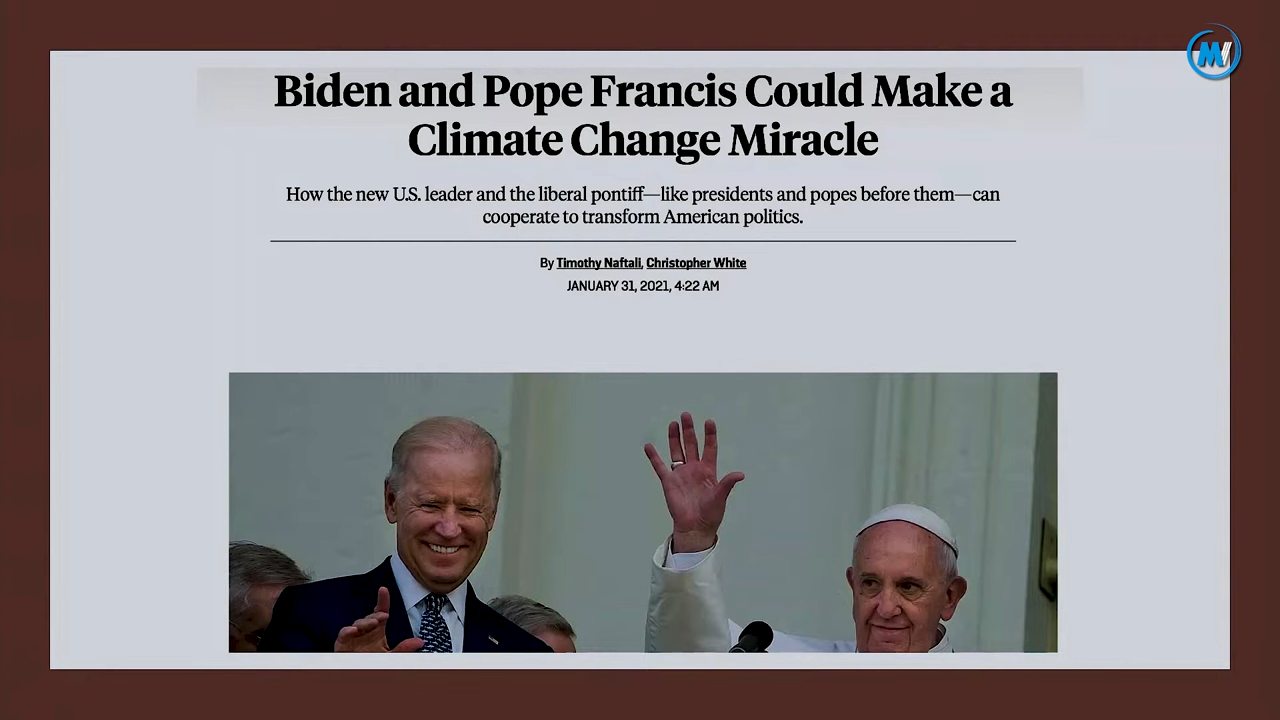 Biden and Pope Francis Could Make a
Climate Change Miracle
How the new U.S. leader and the liberal pontiff—like presidents and popes before them—can
cooperate to transform American politics.
By Timothy Naftali, Christopher White
JANUARY 31, 2021, 4:22 AM